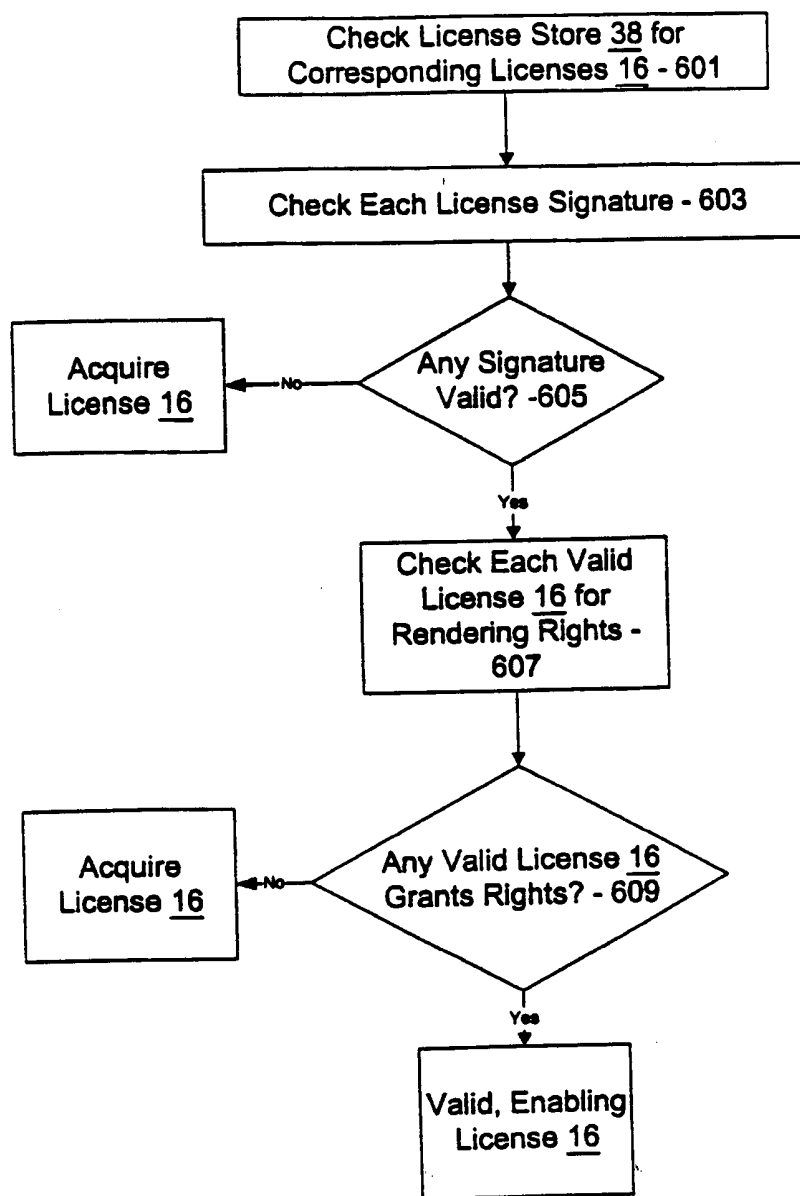 Check License Store 38 for
Corresponding Licenses 16 - 601
Check Each License Signature - 603
Any Signature
Valid? -605
No
Acquire
License 16
Yes
Check Each Valid
License 16 for
Rendering Rights -
607
Any Valid License 16
Grants Rights? - 609
No
Acquire
License 16
Yes
Valid, Enabling
License 16